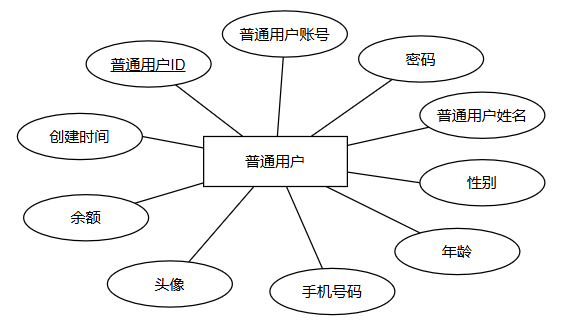 普通用户账号
普通用户ID
密码
普通用户姓名
创建时间
普通用户
性别
余额
年龄
头像
手机号码